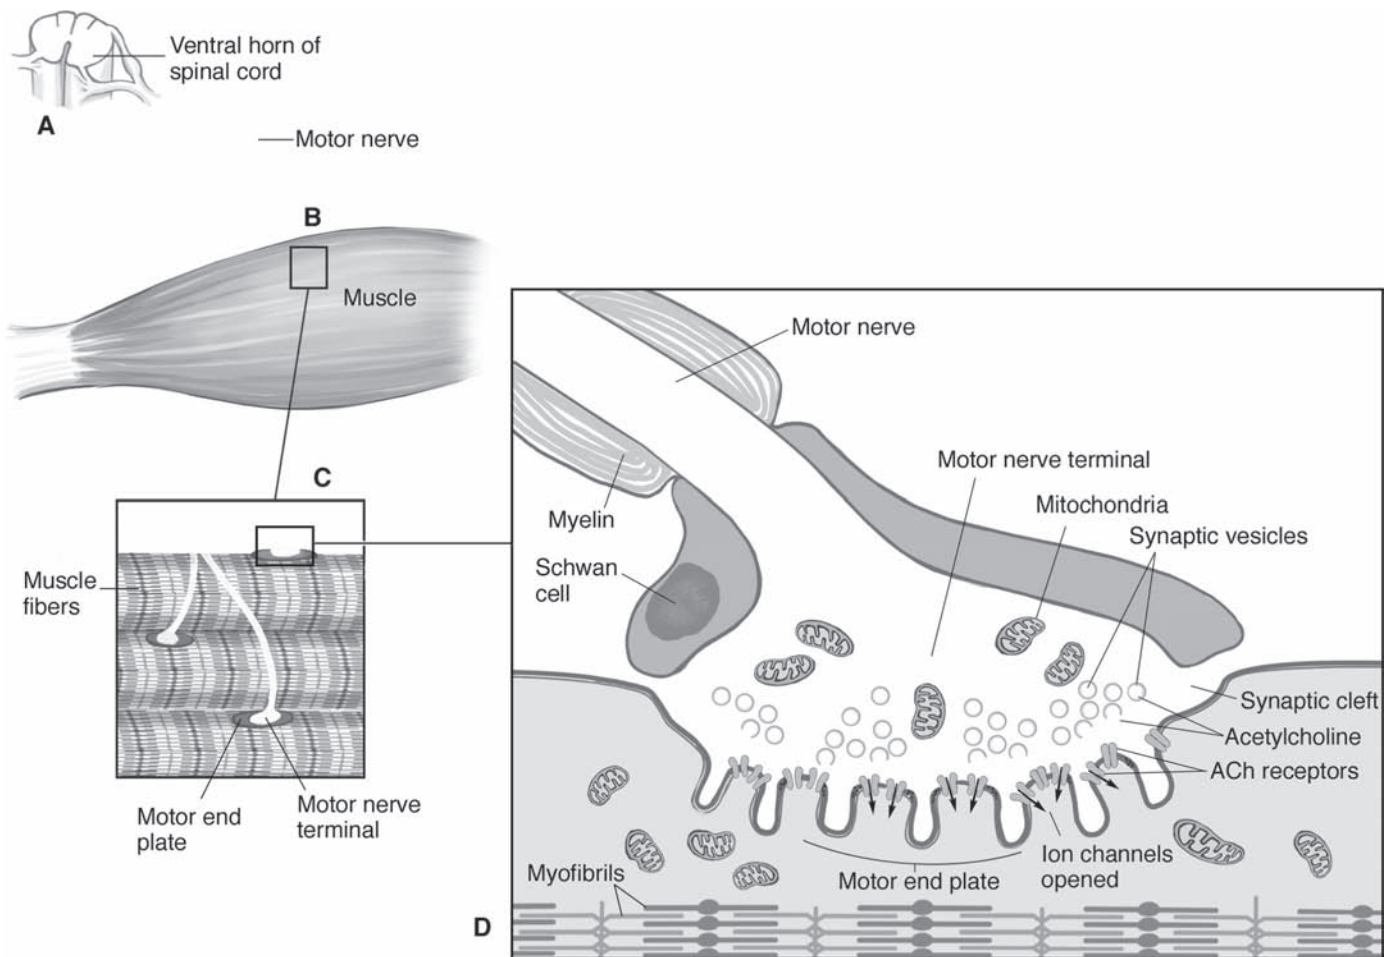 Ventral horn of
spinal cord
A
Motor nerve
B
Muscle
Motor nerve
Motor nerve terminal
C
Mitochondria
Myelin
Synaptic vesicles
Schwan
cell
Muscle
fibers
Synaptic cleft
Acetylcholine
ACh receptors
Motor end
plate
Motor nerve
terminal
Ion channels
opened
Myofibrils
Motor end plate
D